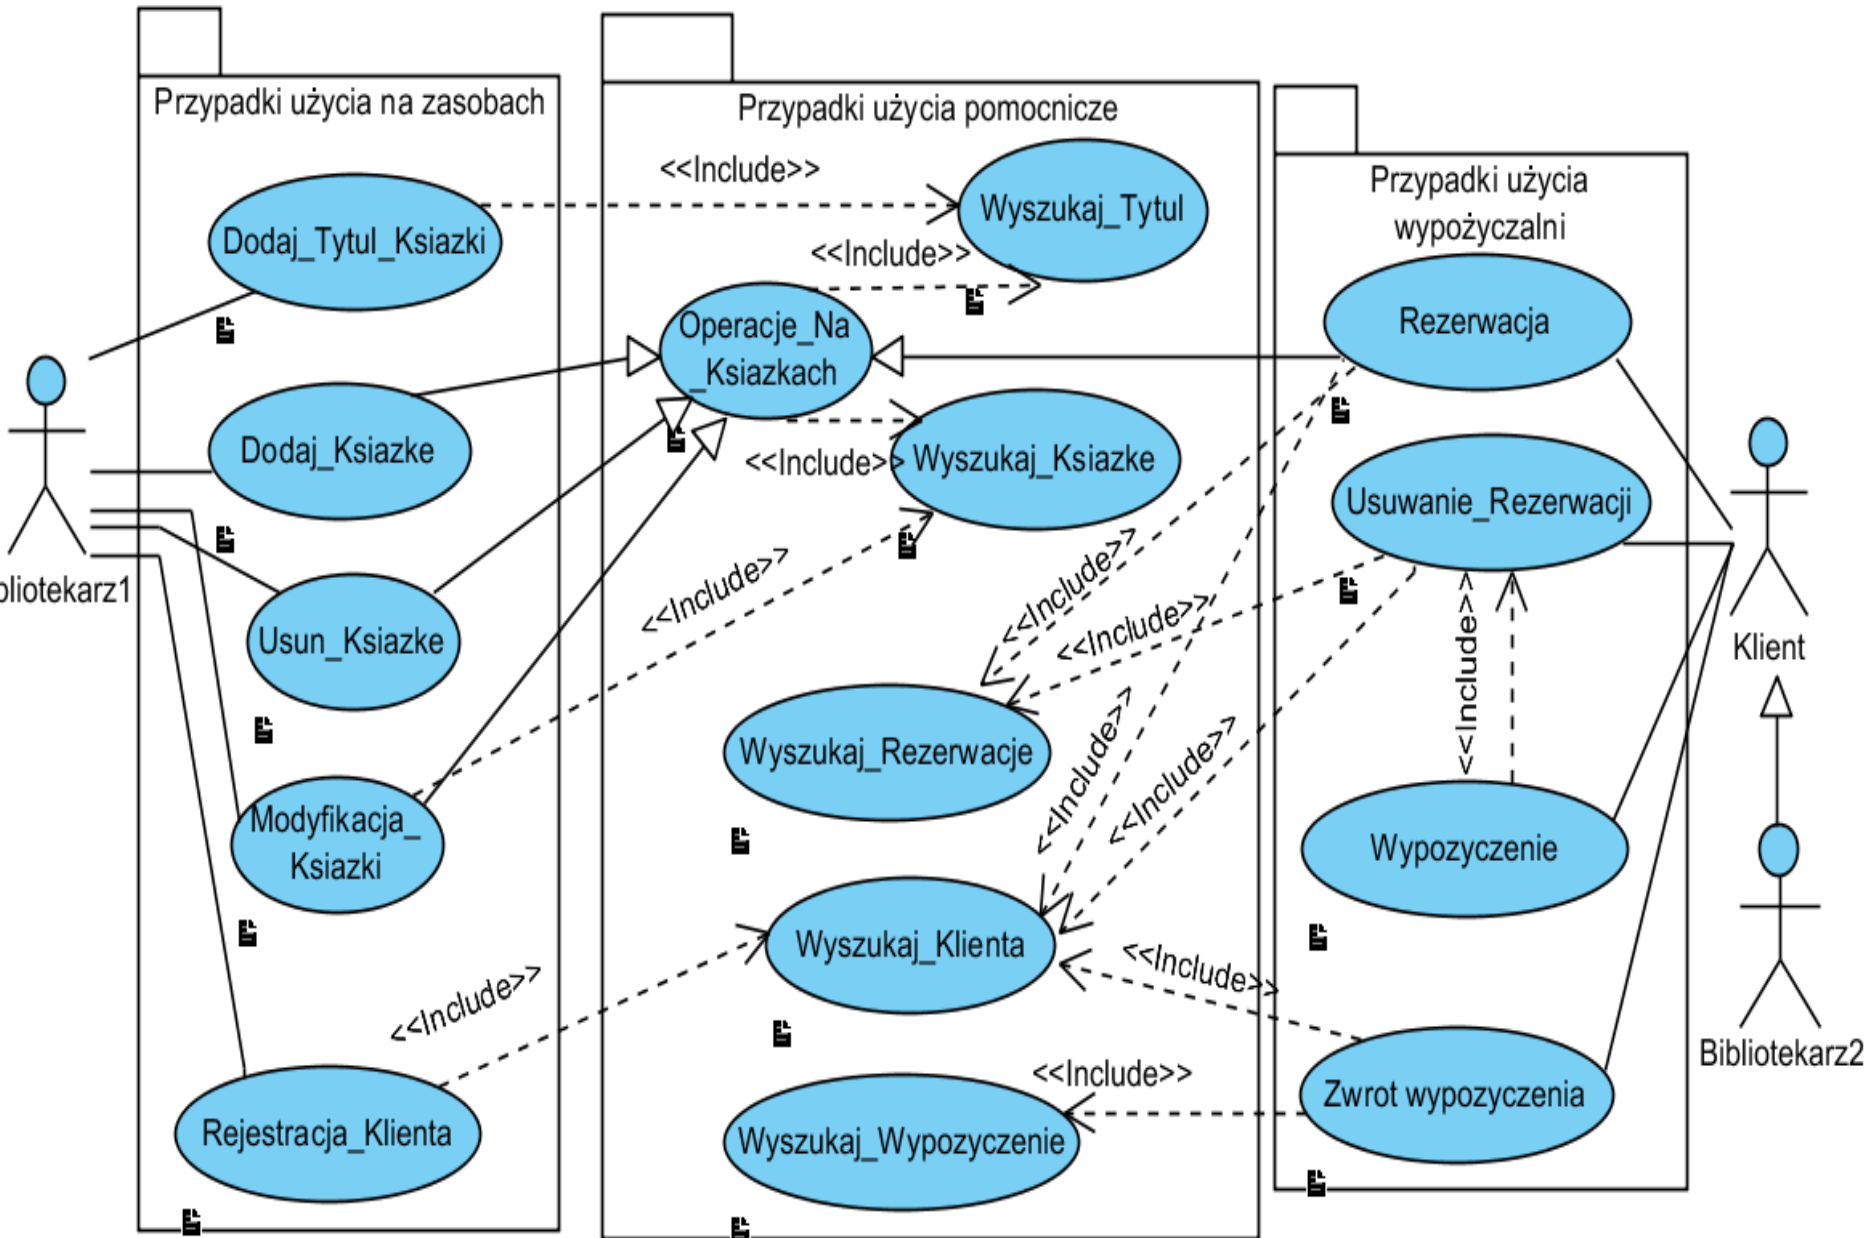 Przypadki użycia na zasobach
Dodaj_Tytul_Ksiazki
Dodaj_Ksiazke
Usun_Ksiazke
Modyfikacja_
Ksiazki
Rejestracja_Klienta
bliotekarz1
<<Include>>
<<Include>>
Przypadki użycia pomocnicze
<<Include>>
Wyszukaj_Tytul
<<Include>>
Operacje_Na
_Ksiazkach
<<Include>>
Wyszukaj_Ksiazke
<<Include>>
<<Include>>
Wyszukaj_Rezerwacje
<<Include>>
<<Include>>
Wyszukaj_Klienta
<<Include>>
<<Include>>
Wyszukaj_Wypozyczenie
Przypadki użycia
wypożyczalni
Rezerwacja
Usuwanie_Rezerwacji
<<Include>>
Wypozyczenie
Zwrot wypozyczenia
Klient
Bibliotekarz2